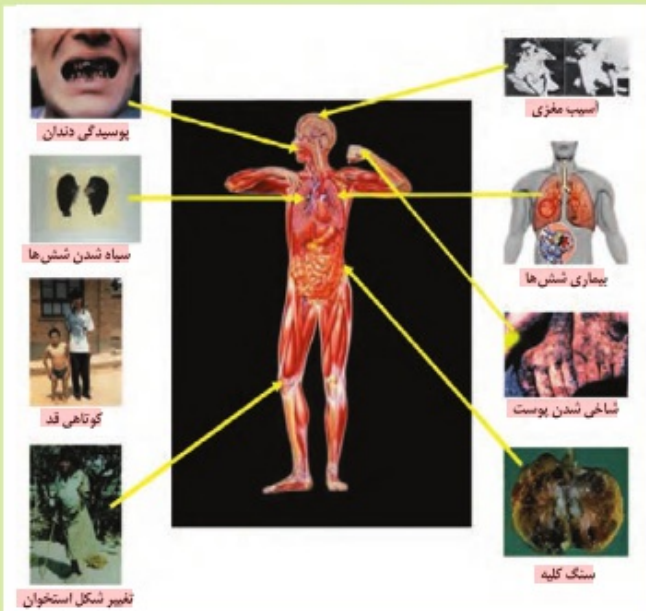 آسیب مغزی
پوسیدگی دندان
بیماری شش‌ها
سیاه شدن شش‌ها
شاخی شدن پوست
کوتاهی قد
سنگ کلیه
تغییر شکل استخوان